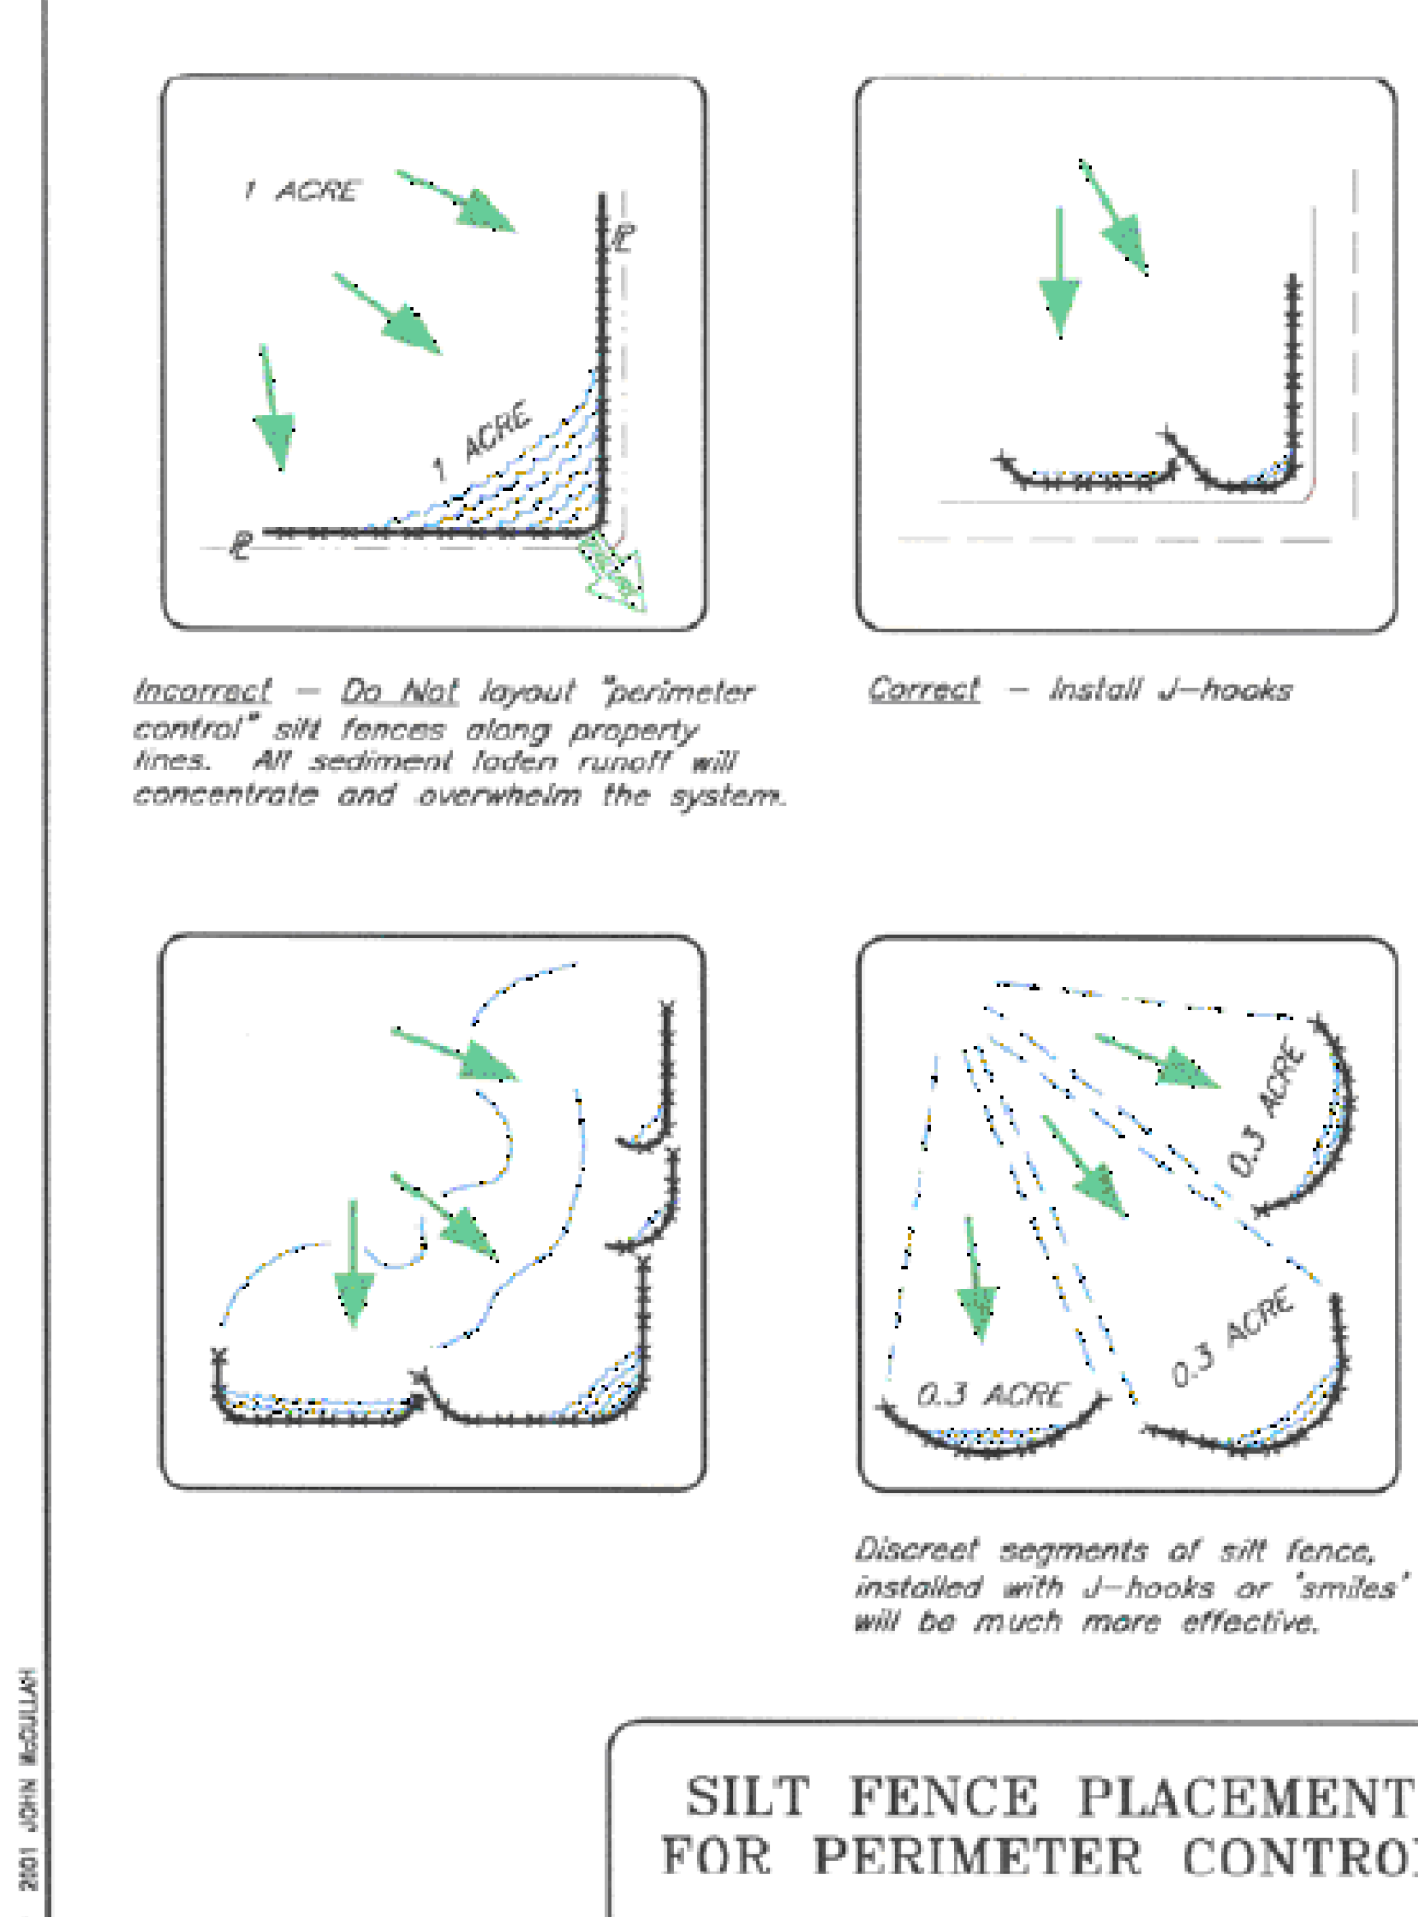 1 ACRE
℄
1 ACRE
℄
Incorrect — Do Not layout "perimeter
control" silt fences along property
lines. All sediment laden runoff will
concentrate and overwhelm the system.
Correct — Install J-hooks
0.3 ACRE
0.3 ACRE
0.3 ACRE
Discreet segments of silt fence,
installed with J-hooks or 'smiles'
will be much more effective.
2001 JOHN McCULLAH
SILT FENCE PLACEMENT
FOR PERIMETER CONTROL